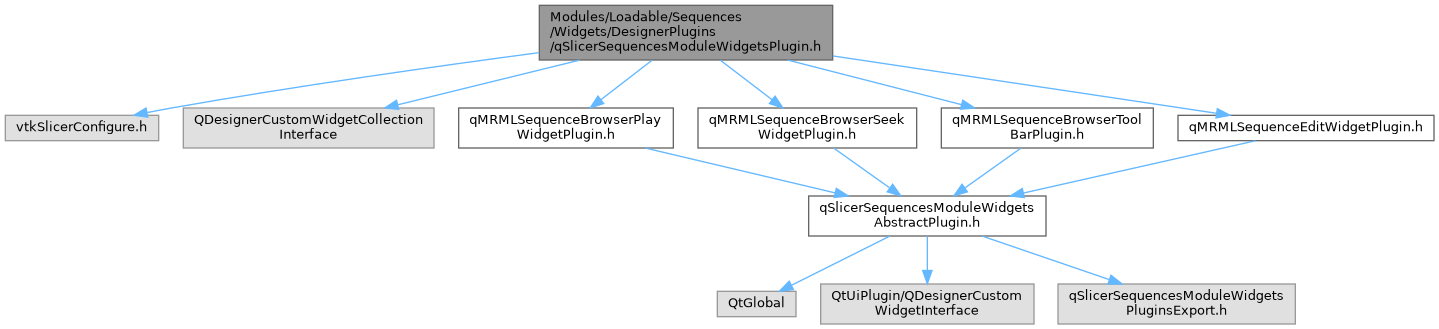 Modules/Loadable/Sequences
/Widgets/DesignerPlugins
/qSlicerSequencesModuleWidgetsPlugin.h
vtkSlicerConfigure.h
QDesignerCustomWidgetCollection
Interface
qMRMLSequenceBrowserPlay
WidgetPlugin.h
qMRMLSequenceBrowserSeek
WidgetPlugin.h
qMRMLSequenceBrowserTool
BarPlugin.h
qMRMLSequenceEditWidgetPlugin.h
qSlicerSequencesModuleWidgets
AbstractPlugin.h
QtGlobal
QtUiPlugin/QDesignerCustom
WidgetInterface
qSlicerSequencesModuleWidgets
PluginsExport.h